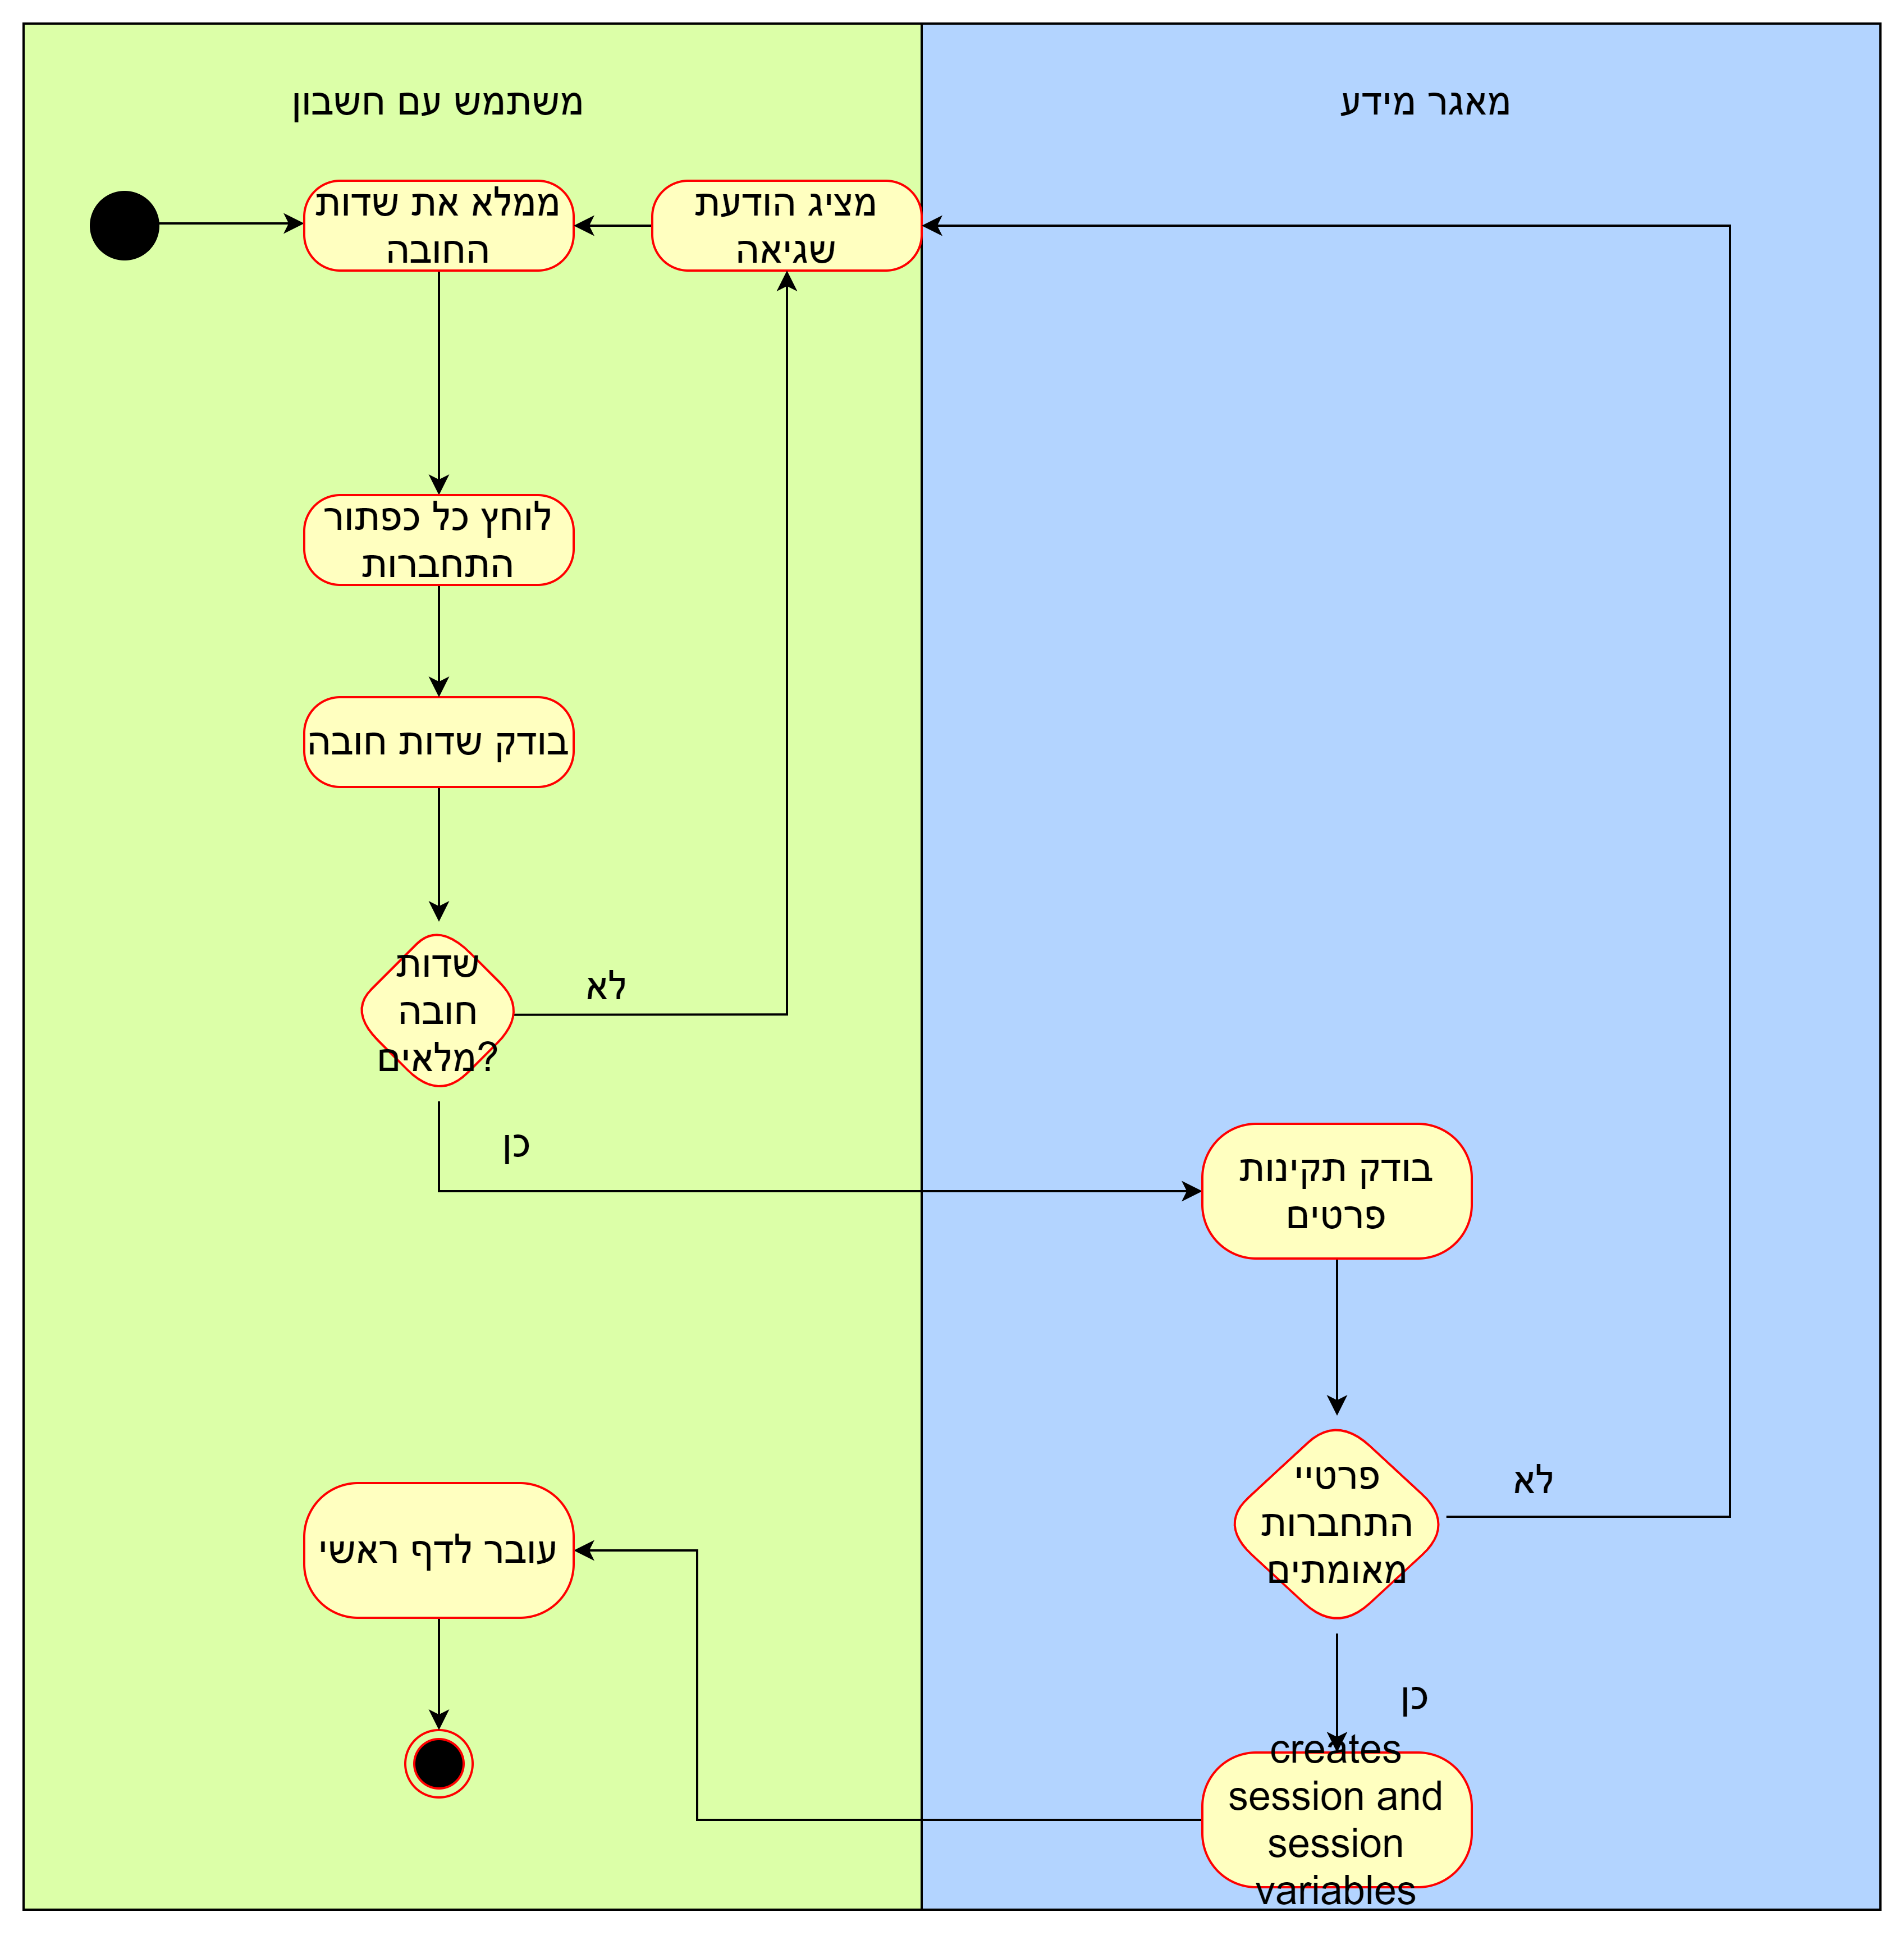 משתמש עם חשבון
מאגר מידע
ממלא את שדות
החובה
מציג הודעת
שגיאה
לוחץ כל כפתור
התחברות
בודק שדות חובה
שדות
חובה
מלאים?
לא
כן
בודק תקינות
פרטים
פרטיי
התחברות
מאומתים
לא
כן
עובר לדף ראשי
creates
session and
session
variables